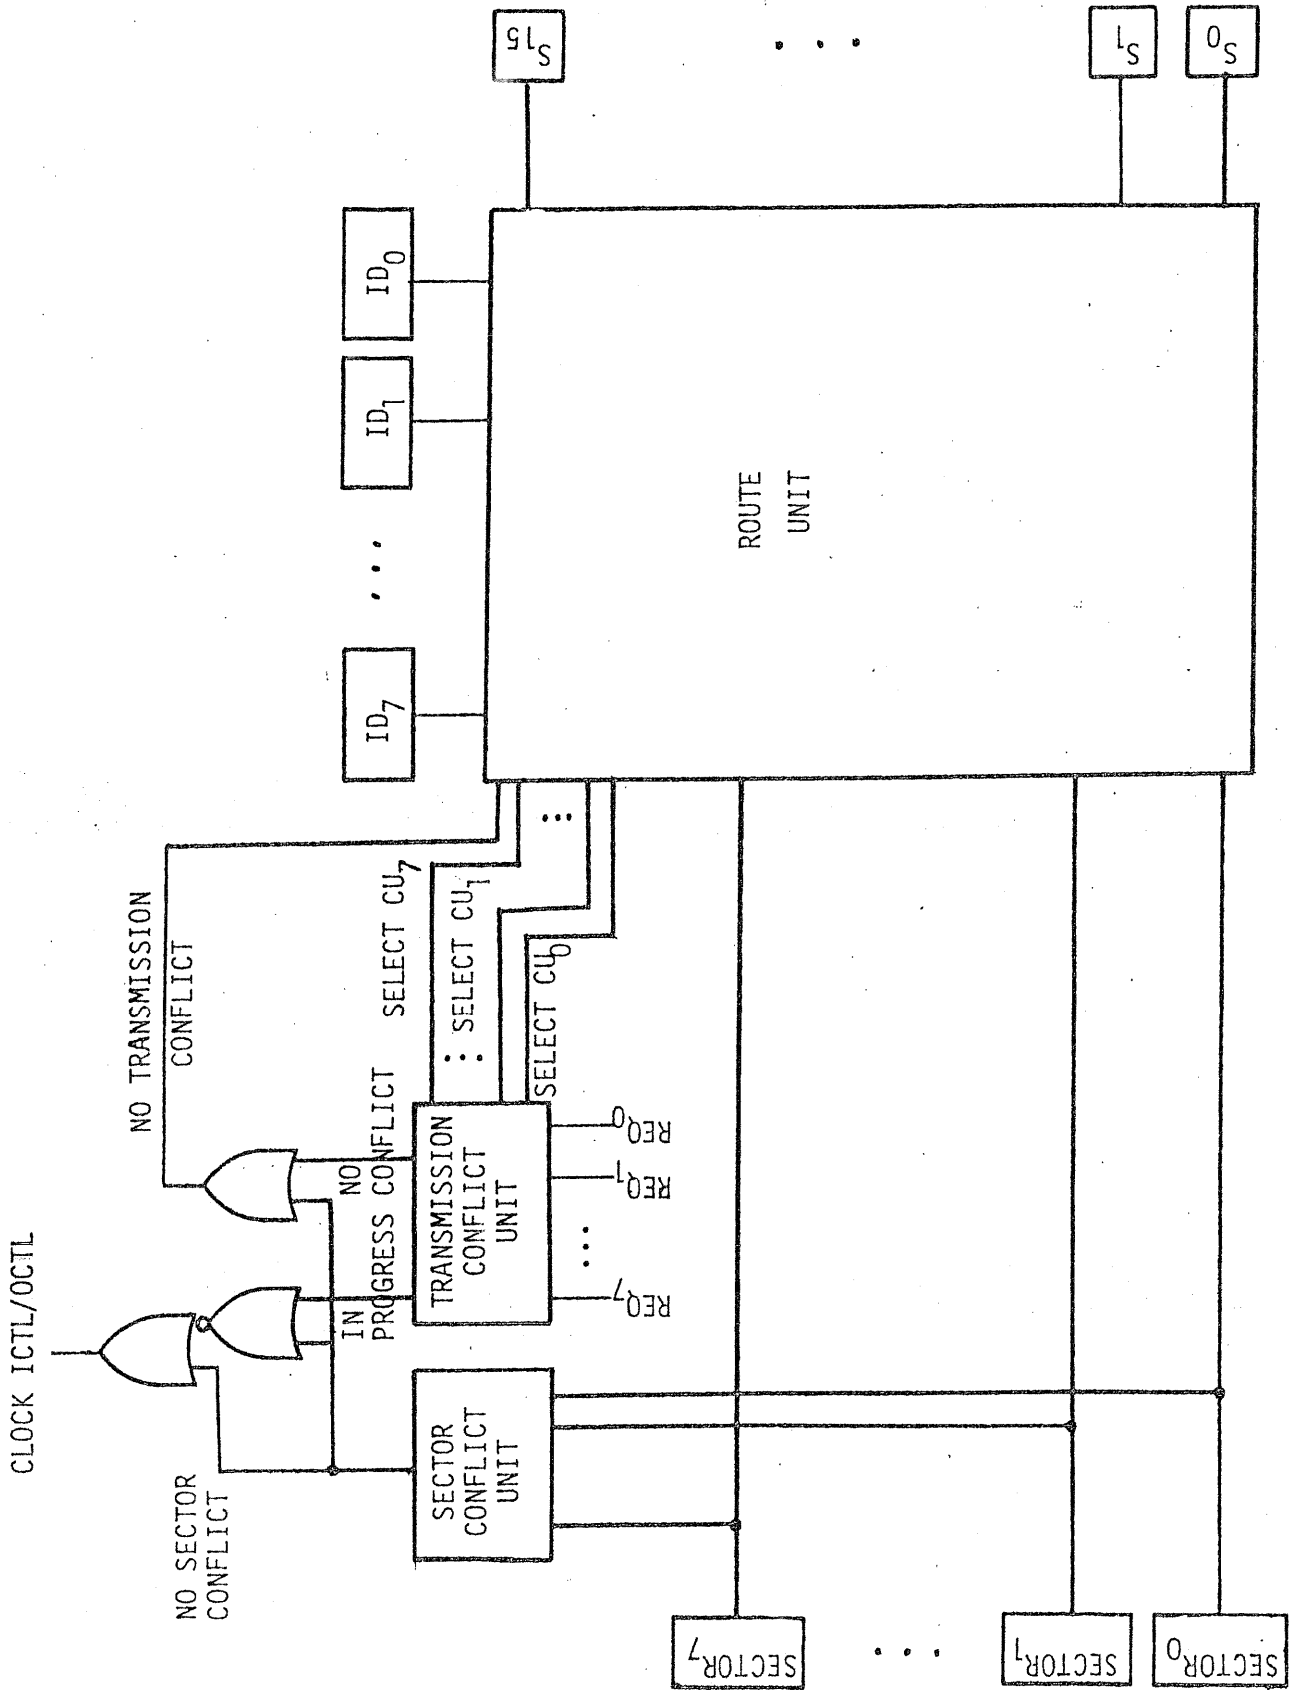 CLOCK ICTL/OCTL
NO SECTOR
CONFLICT
NO TRANSMISSION
CONFLICT
IN
PROGRESS CONFLICT
NO
SELECT CU7
SELECT CU1
SELECT CU0
SECTOR
CONFLICT
UNIT
TRANSMISSION
CONFLICT
UNIT
REQ7
REQ1
REQ0
ID7
ID1
ID0
ROUTE
UNIT
SECTOR7
SECTOR1
SECTOR0
S15
S1
S0